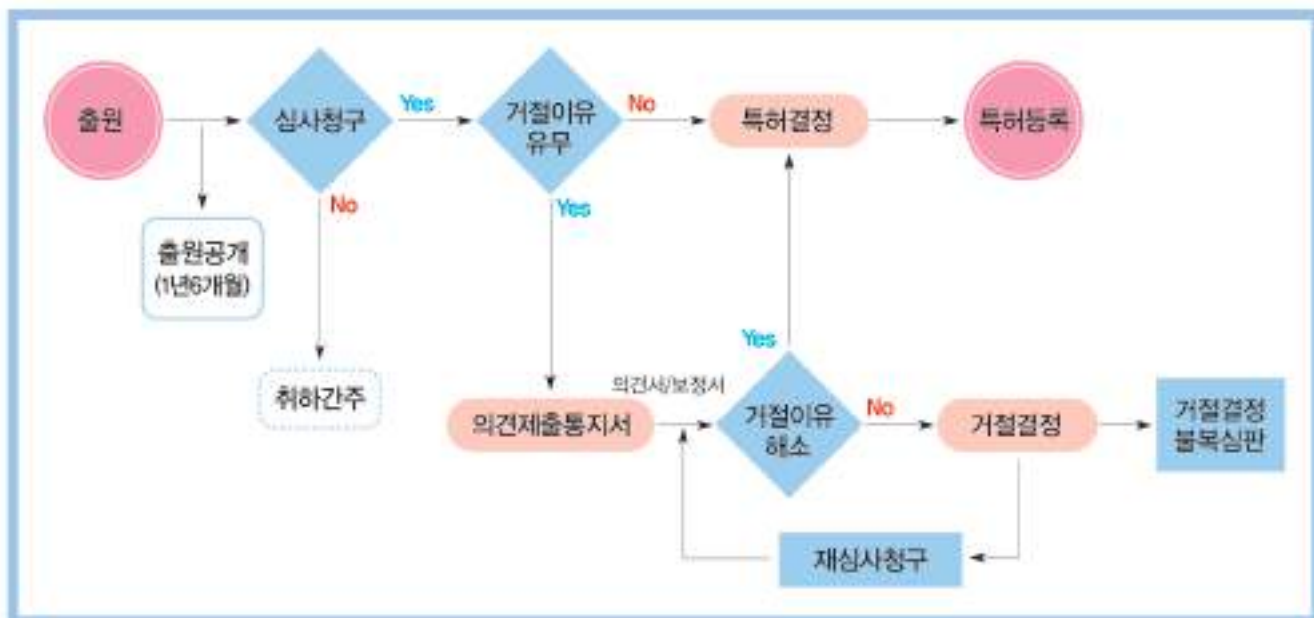 출원
심사청구
Yes
거절이유
유무
No
특허결정
특허등록
No
Yes
출원공개
(1년6개월)
취하간주
의견제출통지서
의견서/보정서
Yes
거절이유
해소
No
거절결정
거절결정
불복심판
재심사청구